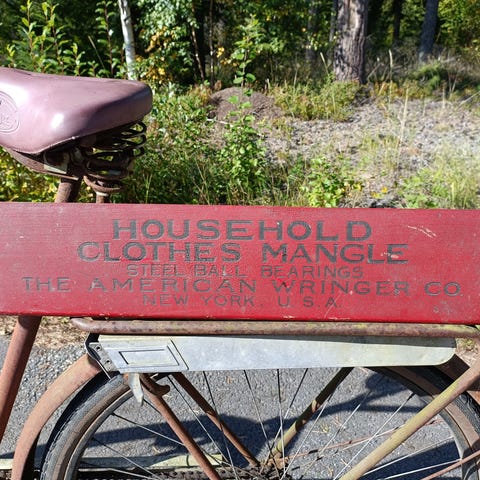 HOUSEHOLD
CLOTHES MANGLE
STEEL BALL BEARINGS
THE AMERICAN WRINGER CO.
NEW YORK, U.S.A.